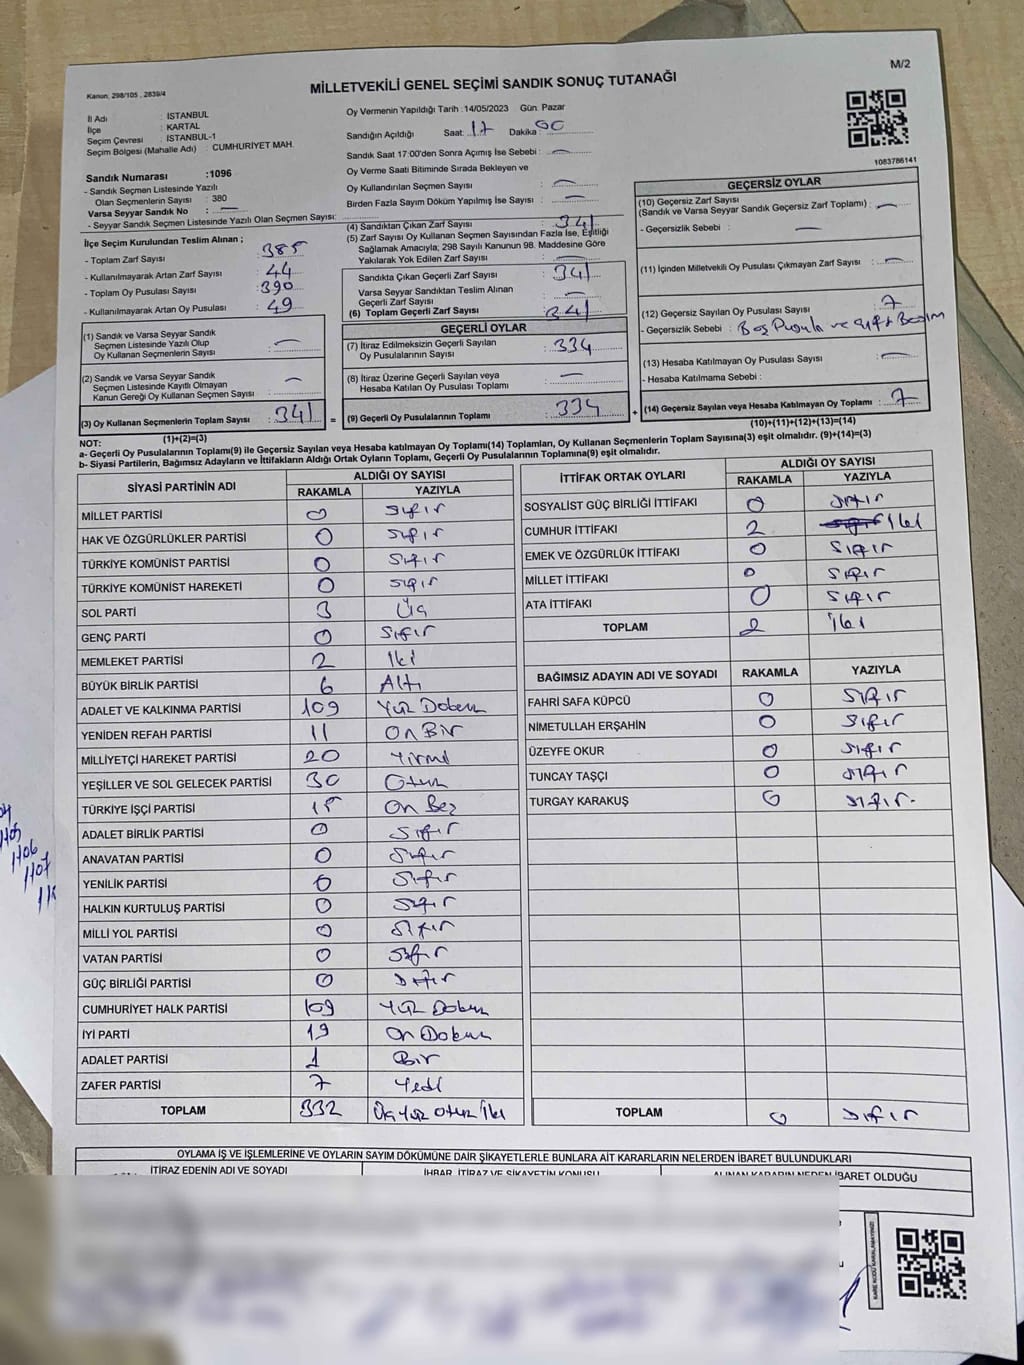 M/2
Kanun: 298/105 , 2839/4
MİLLETVEKİLİ GENEL SEÇİMİ SANDIK SONUÇ TUTANAĞI
İl Adı : İSTANBUL
İlçe : KARTAL
Seçim Çevresi : İSTANBUL-1
Seçim Bölgesi (Mahalle Adı) : CUMHURİYET MAH.
Sandık Numarası : 1096
- Sandık Seçmen Listesinde Yazılı
Olan Seçmenlerin Sayısı : 380
Varsa Seyyar Sandık No : —
- Seyyar Sandık Seçmen Listesinde Yazılı Olan Seçmen Sayısı:
Oy Vermenin Yapıldığı Tarih :14/05/2023 Gün: Pazar
Sandığın Açıldığı Saat: 17 Dakika: 00
Sandık Saat 17:00'den Sonra Açımış İse Sebebi : —
Oy Verme Saati Bitiminde Sırada Bekleyen ve
Oy Kullandırılan Seçmen Sayısı : —
Birden Fazla Sayım Döküm Yapılmış İse Sayısı : —
1083786141
İlçe Seçim Kurulundan Teslim Alınan ;
- Toplam Zarf Sayısı : 385
- Kullanılmayarak Artan Zarf Sayısı : 44
- Toplam Oy Pusulası Sayısı : 390
- Kullanılmayarak Artan Oy Pusulası : 49
(1) Sandık ve Varsa Seyyar Sandık
Seçmen Listesinde Yazılı Olup
Oy Kullanan Seçmenlerin Sayısı : —
(2) Sandık ve Varsa Seyyar Sandık
Seçmen Listesinde Kayıtlı Olmayan
Kanun Gereği Oy Kullanan Seçmen Sayısı : —
(3) Oy Kullanan Seçmenlerin Toplam Sayısı : 341
(1)+(2)=(3)
(4) Sandıktan Çıkan Zarf Sayısı : 341
(5) Zarf Sayısı Oy Kullanan Seçmen Sayısından Fazla İse, Eşitliği
Sağlamak Amacıyla; 298 Sayılı Kanunun 98. Maddesine Göre
Yakılarak Yok Edilen Zarf Sayısı : —
Sandıkta Çıkan Geçerli Zarf Sayısı : 341
Varsa Seyyar Sandıktan Teslim Alınan
Geçerli Zarf Sayısı : —
(6) Toplam Geçerli Zarf Sayısı : 341
GEÇERLİ OYLAR
(7) İtiraz Edilmeksizin Geçerli Sayılan
Oy Pusulalarının Sayısı : 334
(8) İtiraz Üzerine Geçerli Sayılan veya
Hesaba Katılan Oy Pusulası Toplamı : —
= (9) Geçerli Oy Pusulalarının Toplamı : 334
GEÇERSİZ OYLAR
(10) Geçersiz Zarf Sayısı
(Sandık ve Varsa Seyyar Sandık Geçersiz Zarf Toplamı) : —
- Geçersizlik Sebebi : —
(11) İçinden Milletvekili Oy Pusulası Çıkmayan Zarf Sayısı : —
(12) Geçersiz Sayılan Oy Pusulası Sayısı : 7
- Geçersizlik Sebebi : Boş Pusula ve çift Basım
(13) Hesaba Katılmayan Oy Pusulası Sayısı : —
- Hesaba Katılmama Sebebi :
+ (14) Geçersiz Sayılan veya Hesaba Katılmayan Oy Toplamı : 7
(10)+(11)+(12)+(13)=(14)
NOT:
a- Geçerli Oy Pusulalarının Toplamı(9) ile Geçersiz Sayılan veya Hesaba katılmayan Oy Toplamı(14) Toplamları, Oy Kullanan Seçmenlerin Toplam Sayısına(3) eşit olmalıdır. (9)+(14)=(3)
b- Siyasi Partilerin, Bağımsız Adayların ve İttifakların Aldığı Ortak Oyların Toplamı, Geçerli Oy Pusulalarının Toplamına(9) eşit olmalıdır.
SİYASİ PARTİNİN ADI ALDIĞI OY SAYISI
RAKAMLA YAZIYLA
MİLLET PARTİSİ 0 Sıfır
HAK VE ÖZGÜRLÜKLER PARTİSİ 0 Sıfır
TÜRKİYE KOMÜNİST PARTİSİ 0 Sıfır
TÜRKİYE KOMÜNİST HAREKETİ 0 Sıfır
SOL PARTİ 3 Üç
GENÇ PARTİ 0 Sıfır
MEMLEKET PARTİSİ 2 İki
BÜYÜK BİRLİK PARTİSİ 6 Altı
ADALET VE KALKINMA PARTİSİ 109 Yüz Dokuz
YENİDEN REFAH PARTİSİ 11 On Bir
MİLLİYETÇİ HAREKET PARTİSİ 20 Yirmi
YEŞİLLER VE SOL GELECEK PARTİSİ 30 Otuz
TÜRKİYE İŞÇİ PARTİSİ 15 On Beş
ADALET BİRLİK PARTİSİ 0 Sıfır
ANAVATAN PARTİSİ 0 Sıfır
YENİLİK PARTİSİ 0 Sıfır
HALKIN KURTULUŞ PARTİSİ 0 Sıfır
MİLLİ YOL PARTİSİ 0 Sıfır
VATAN PARTİSİ 0 Sıfır
GÜÇ BİRLİĞİ PARTİSİ 0 Sıfır
CUMHURİYET HALK PARTİSİ 109 Yüz Dokuz
İYİ PARTİ 19 On Dokuz
ADALET PARTİSİ 1 Bir
ZAFER PARTİSİ 7 Yedi
TOPLAM 332 Üç Yüz Otuz İki
İTTİFAK ORTAK OYLARI ALDIĞI OY SAYISI
RAKAMLA YAZIYLA
SOSYALİST GÜÇ BİRLİĞİ İTTİFAKI 0 Sıfır
CUMHUR İTTİFAKI 2 İki
EMEK VE ÖZGÜRLÜK İTTİFAKI 0 Sıfır
MİLLET İTTİFAKI 0 Sıfır
ATA İTTİFAKI 0 Sıfır
TOPLAM 2 İki
BAĞIMSIZ ADAYIN ADI VE SOYADI RAKAMLA YAZIYLA
FAHRİ SAFA KÜPCÜ 0 Sıfır
NİMETULLAH ERŞAHİN 0 Sıfır
ÜZEYFE OKUR 0 Sıfır
TUNCAY TAŞÇI 0 Sıfır
TURGAY KARAKUŞ 0 Sıfır
TOPLAM 0 Sıfır
1105
1106
1107
OYLAMA İŞ VE İŞLEMLERİNE VE OYLARIN SAYIM DÖKÜMÜNE DAİR ŞİKAYETLERLE BUNLARA AİT KARARLARIN NELERDEN İBARET BULUNDUKLARI
İTİRAZ EDENİN ADI VE SOYADI İHBAR, İTİRAZ VE ŞİKAYETİN KONUSU ALINAN KARARIN NEDEN İBARET OLDUĞU
KARE KODU KARALAMAYINIZ!